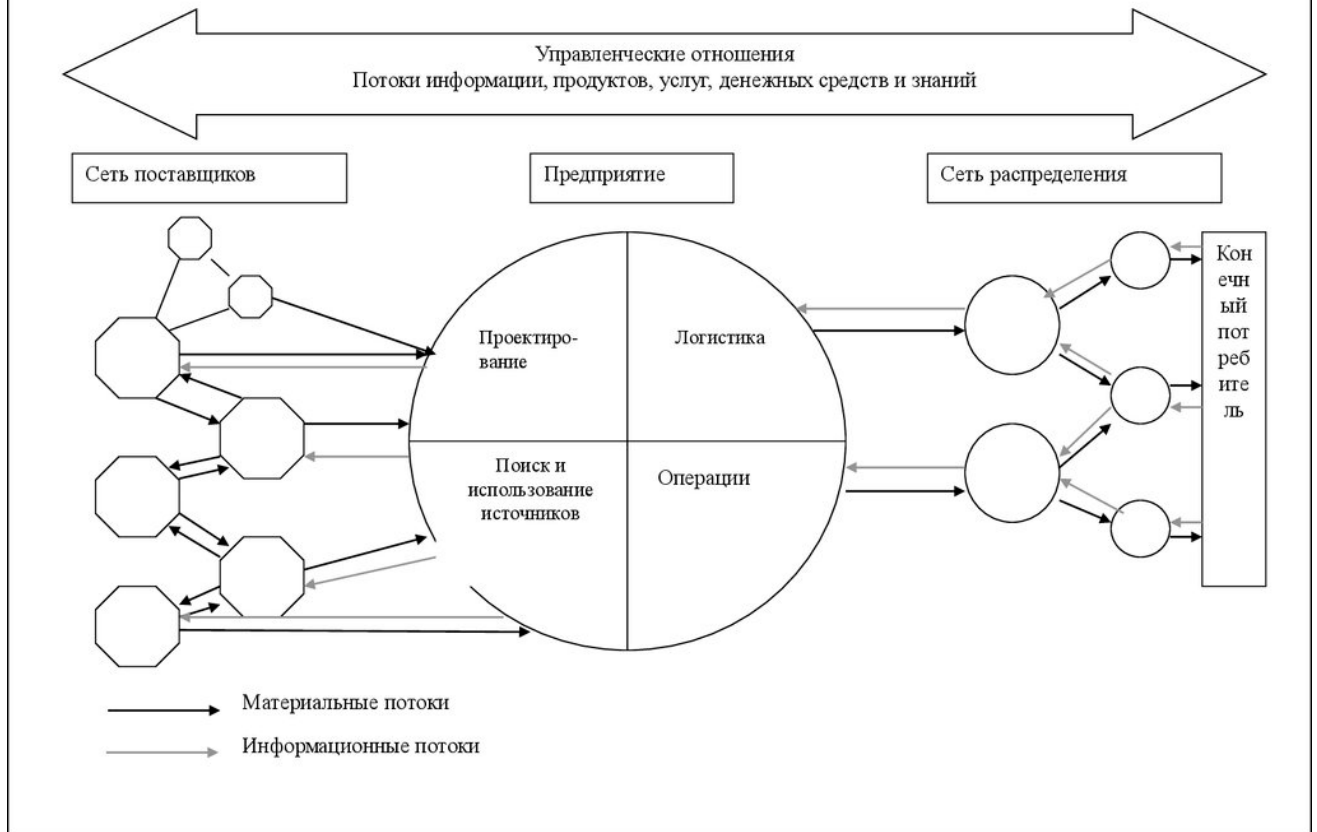 Управленческие отношения
Потоки информации, продуктов, услуг, денежных средств и знаний
Сеть поставщиков
Предприятие
Сеть распределения
Проектиро-
вание
Логистика
Поиск и
использование
источников
Операции
Кон
ечн
ый
пот
реб
ите
ль
Материальные потоки
Информационные потоки